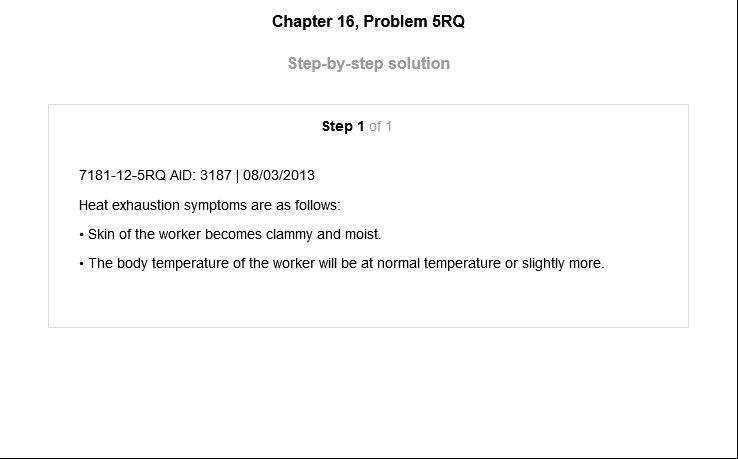 Chapter 16, Problem 5RQ
Step-by-step solution
Step 1 of 1
7181-12-5RQ AID: 3187 | 08/03/2013
Heat exhaustion symptoms are as follows:
• Skin of the worker becomes clammy and moist.
• The body temperature of the worker will be at normal temperature or slightly more.